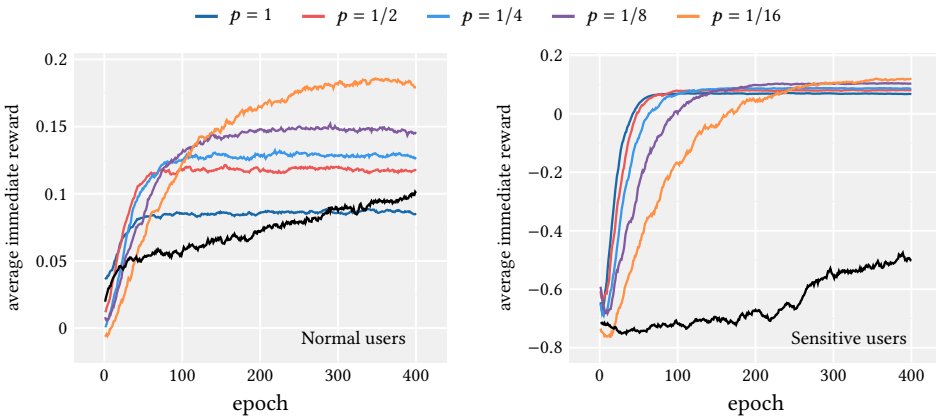 p = 1 p = 1/2 p = 1/4 p = 1/8 p = 1/16
average immediate reward
0.2
0.15
0.1
0.05
0
0 100 200 300 400
Normal users
epoch
average immediate reward
0.2
0
−0.2
−0.4
−0.6
−0.8
0 100 200 300 400
Sensitive users
epoch